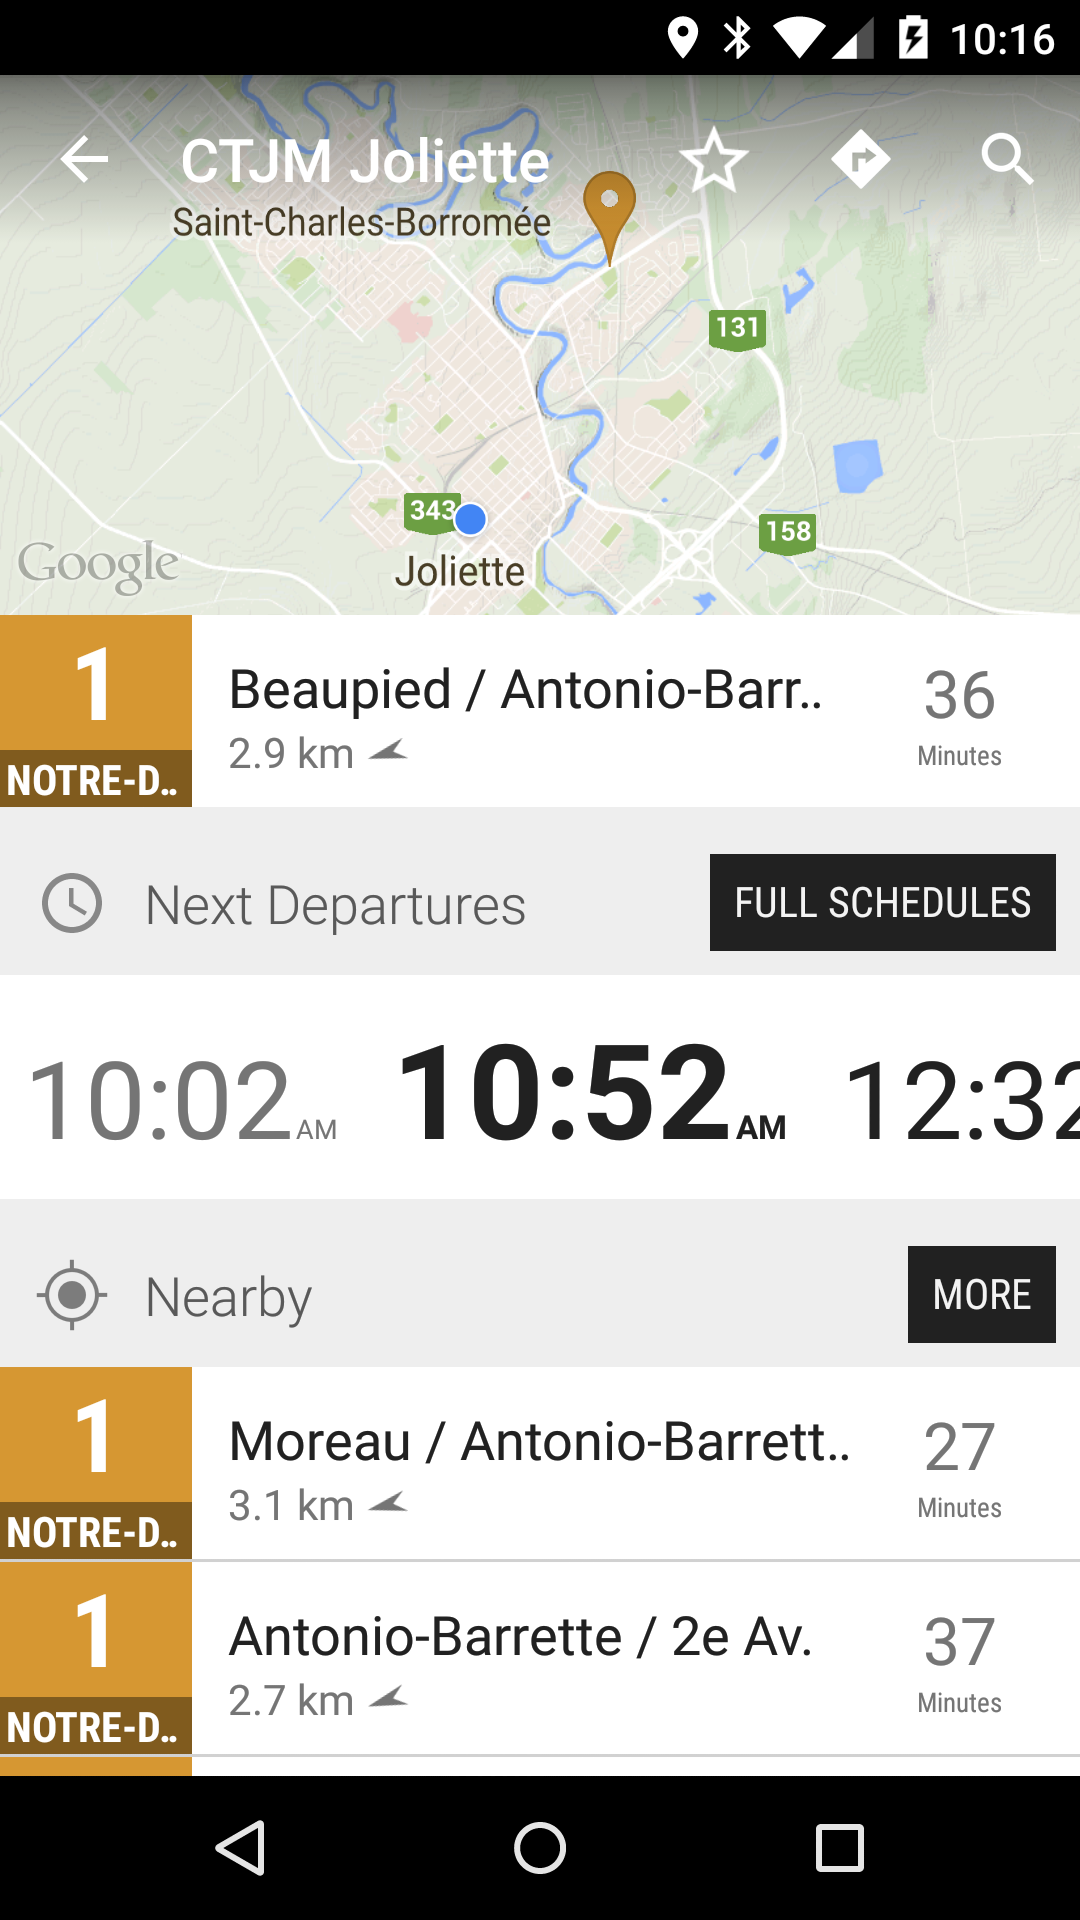 10:16
CTJM Joliette
Saint-Charles-Borromée
131
343
158
Joliette
Google
1
NOTRE-D..
Beaupied / Antonio-Barr..
2.9 km
36
Minutes
Next Departures
FULL SCHEDULES
10:02 AM
10:52 AM
12:32
Nearby
MORE
1
NOTRE-D..
Moreau / Antonio-Barrett..
3.1 km
27
Minutes
1
NOTRE-D..
Antonio-Barrette / 2e Av.
2.7 km
37
Minutes